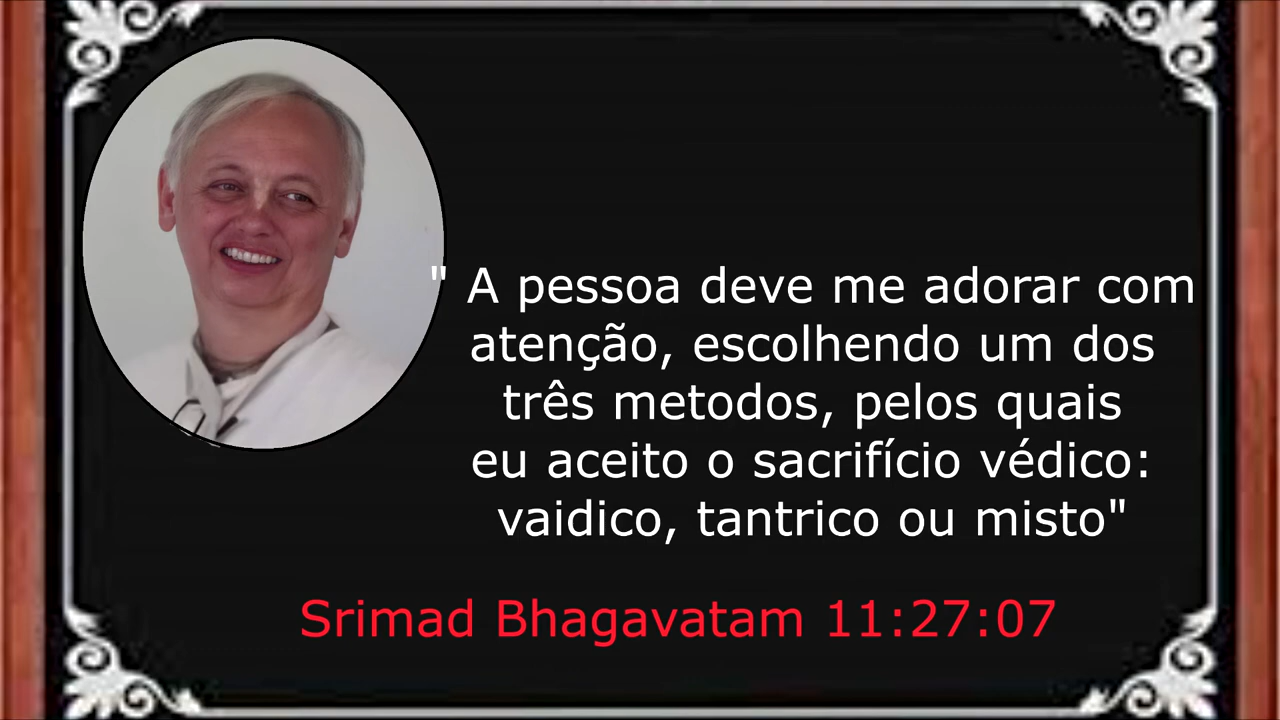 " A pessoa deve me adorar com
atenção, escolhendo um dos
três metodos, pelos quais
eu aceito o sacrifício védico:
vaidico, tantrico ou misto"
Srimad Bhagavatam 11:27:07